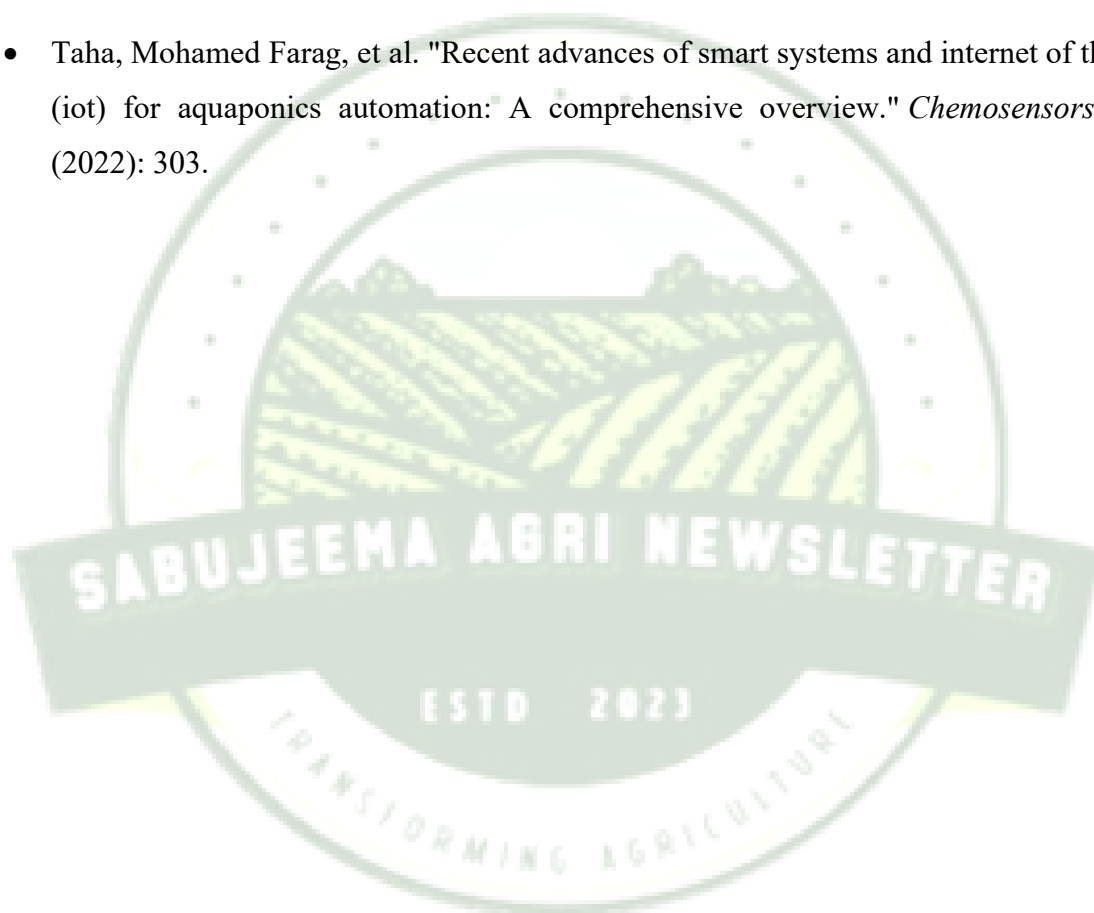 • Taha, Mohamed Farag, et al. "Recent advances of smart systems and internet of
(iot) for aquaponics automation: A comprehensive overview." Chemosensors
(2022): 303.
SABUJEEMA AGRI NEWSLETTER
ESTD 2023
TRANSFORMING AGRICULTURE